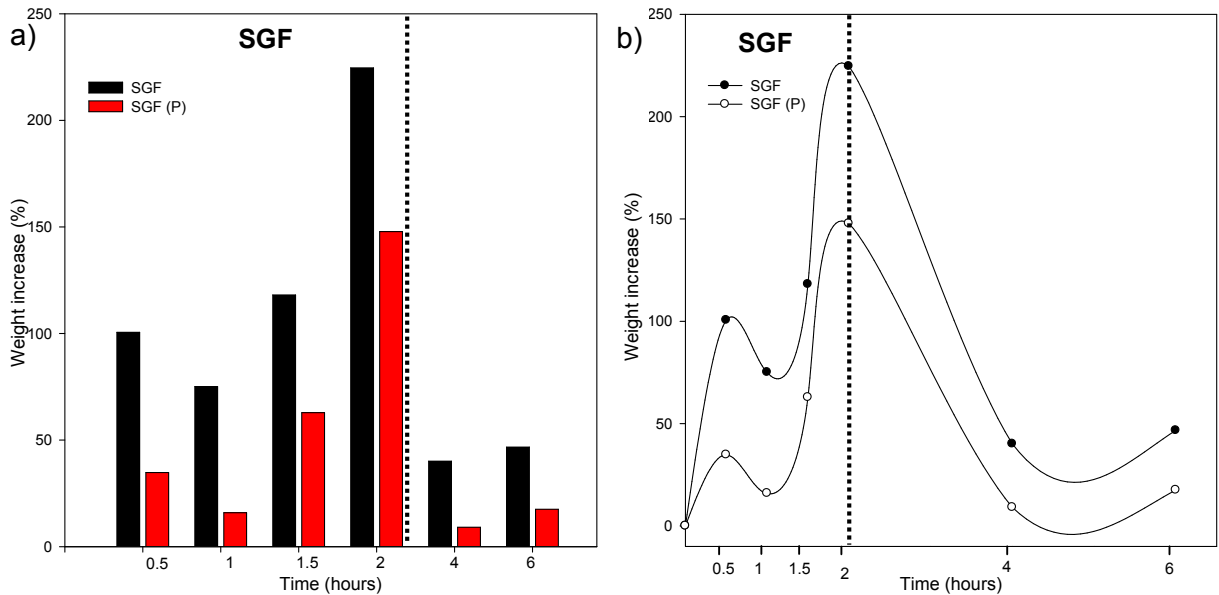 a)
SGF
SGF
SGF (P)
Weight increase (%)
250
200
150
100
50
0
0.5 1 1.5 2 4 6
Time (hours)
b)
SGF
SGF
SGF (P)
Weight increase (%)
250
200
150
100
50
0
0.5 1 1.5 2 4 6
Time (hours)